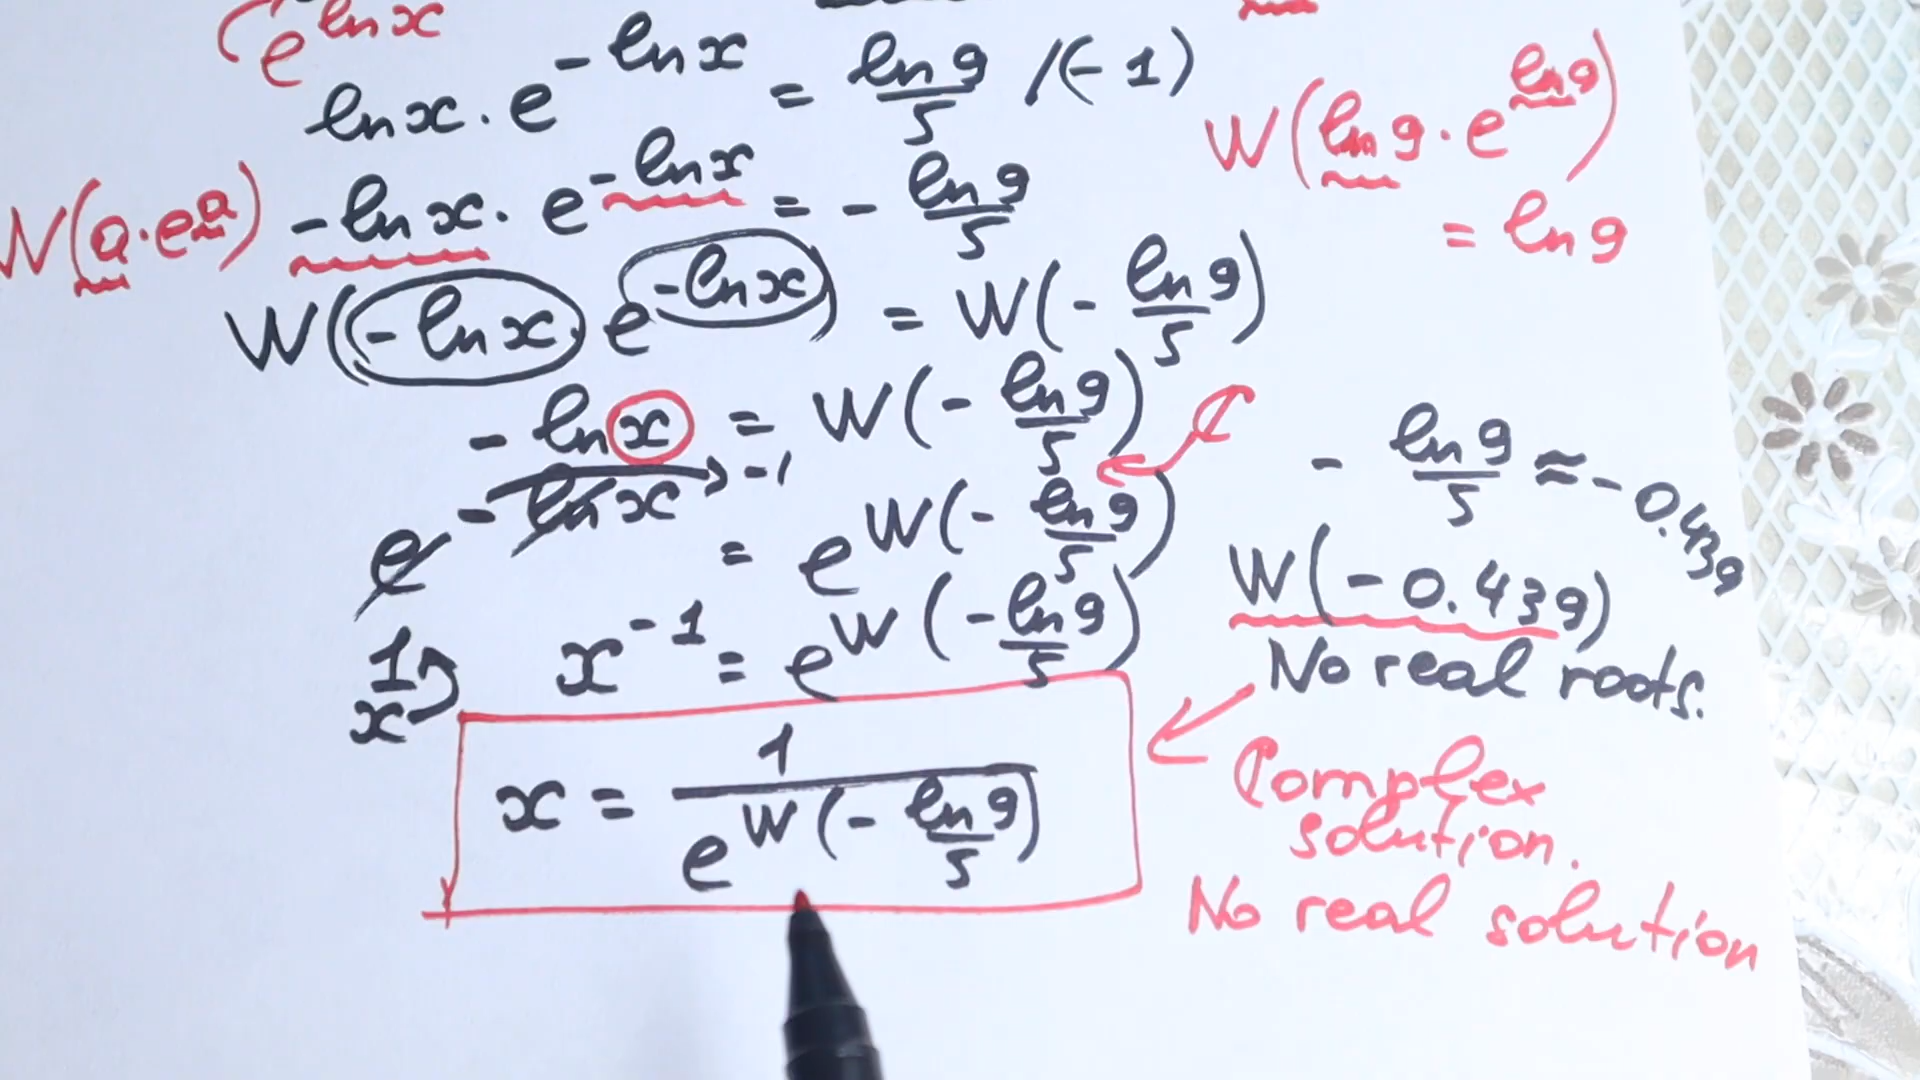 e^{ln x}
ln x · e^{-ln x} = ln 9/5 /(-1)
W(ln 9 · e^{ln 9})
= ln 9
W(a·e^a) -ln x · e^{-ln x} = - ln 9/5
W(-ln x · e^{-ln x}) = W(- ln 9/5)
-ln x = W(- ln 9/5)
ℂ
e^{-ln x} → -1 = e^{W(- ln 9/5)}
1/x x^{-1} = e^{W(- ln 9/5)}
x = 1/e^{W(- ln 9/5)}
- ln 9/5 ≈ -0.439
W(-0.439)
No real roots.
Complex
solution.
No real solution